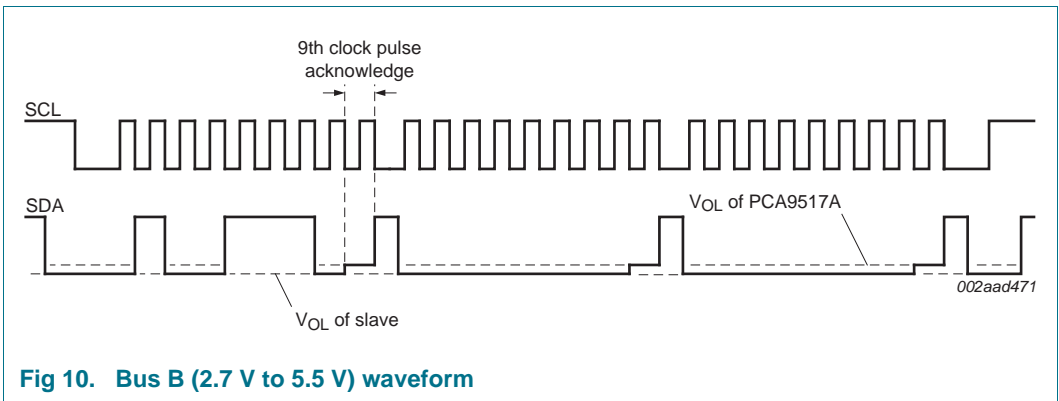 9th clock pulse
acknowledge
SCL
SDA
VOL of PCA9517A
002aad471
VOL of slave
Fig 10. Bus B (2.7 V to 5.5 V) waveform